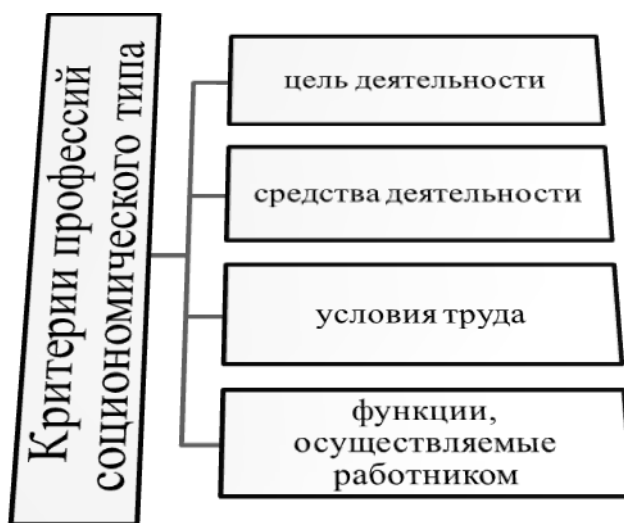 Критерии профессий
социономического типа
цель деятельности
средства деятельности
условия труда
функции,
осуществляемые
работником